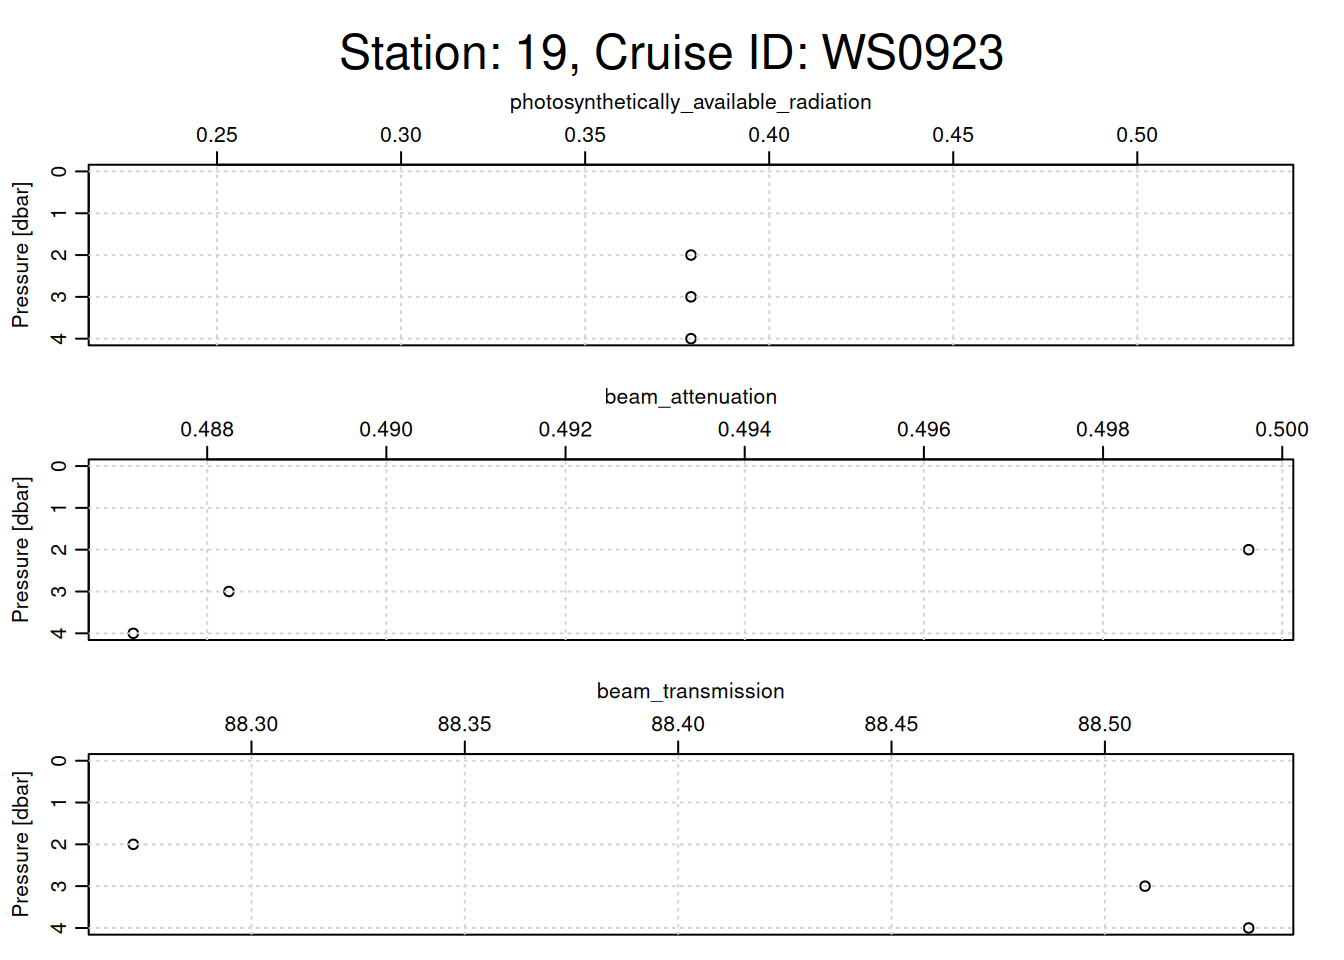 Station: 19, Cruise ID: WS0923
photosynthetically_available_radiation
0.25 0.30 0.35 0.40 0.45 0.50
Pressure [dbar]
0
1
2
3
4
beam_attenuation
0.488 0.490 0.492 0.494 0.496 0.498 0.500
Pressure [dbar]
0
1
2
3
4
beam_transmission
88.30 88.35 88.40 88.45 88.50
Pressure [dbar]
0
1
2
3
4